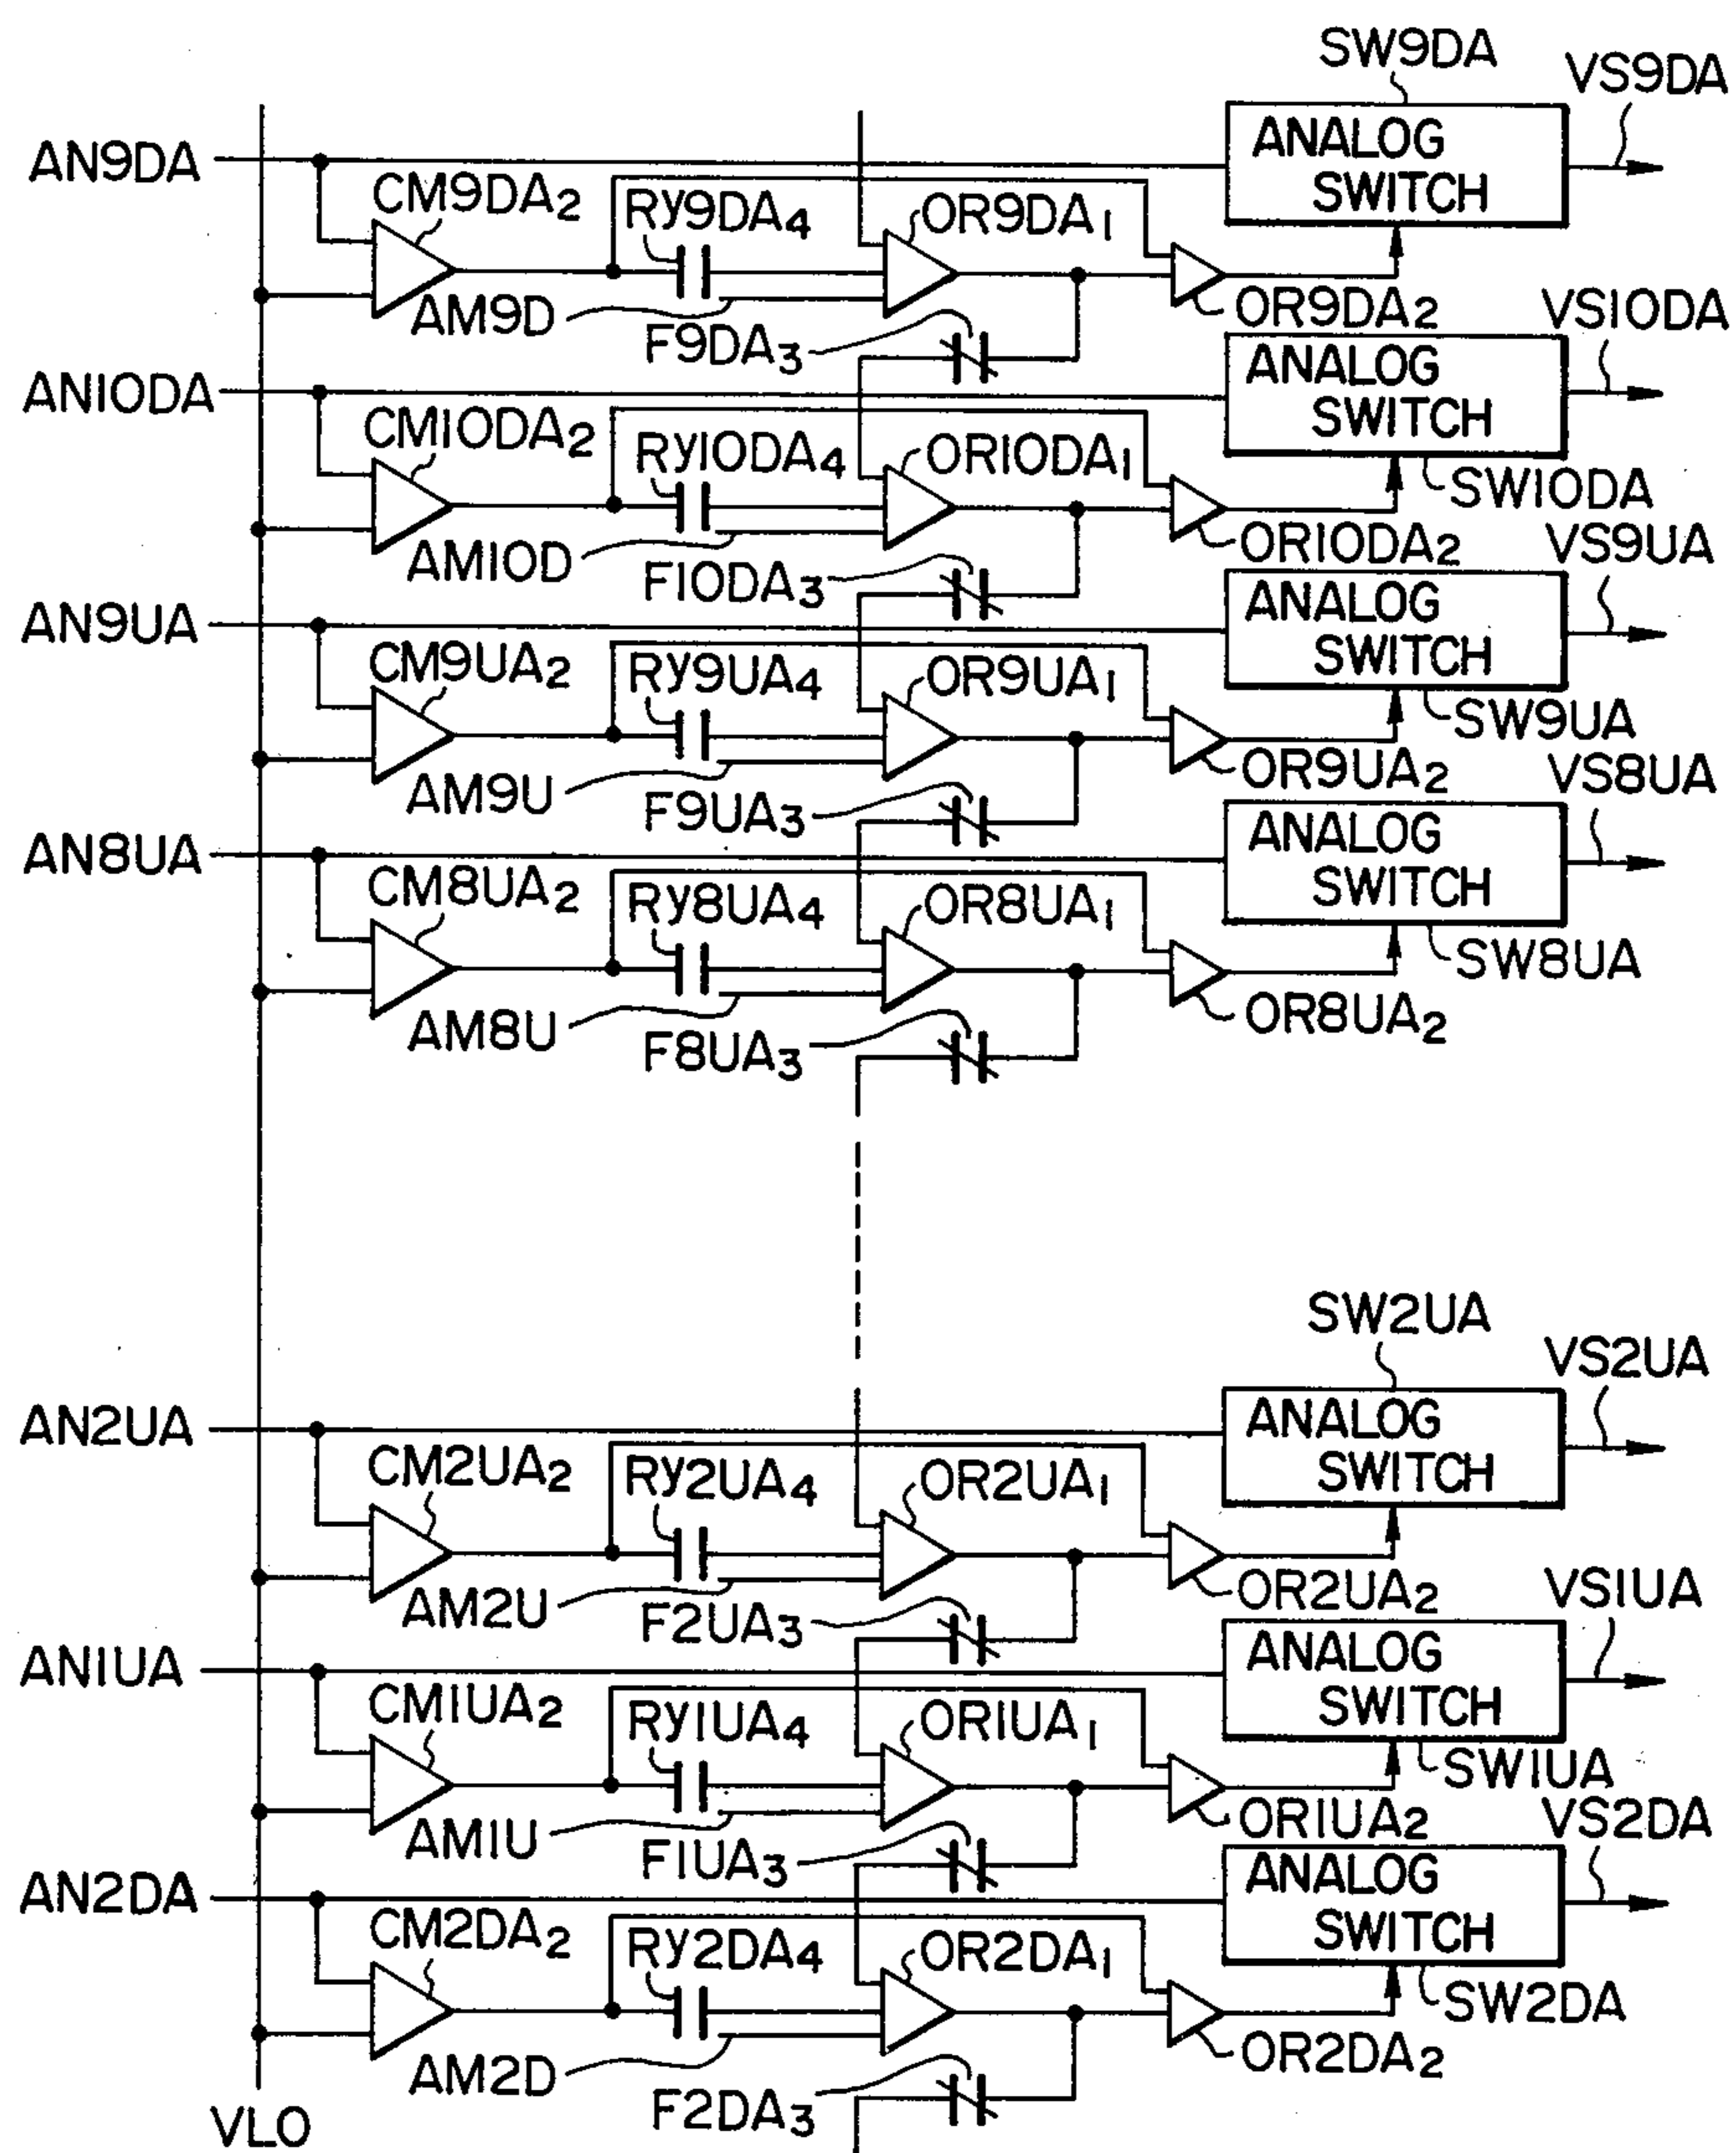 SW9DA
VS9DA
AN9DA
ANALOG
SWITCH
CM9DA₂
Ry9DA₄
OR9DA₁
AM9D
F9DA₃
OR9DA₂
VS10DA
AN10DA
ANALOG
SWITCH
CM10DA₂
Ry10DA₄
OR10DA₁
SW10DA
AM10D
F10DA₃
OR10DA₂
VS9UA
AN9UA
ANALOG
SWITCH
CM9UA₂
Ry9UA₄
OR9UA₁
SW9UA
AM9U
F9UA₃
OR9UA₂
VS8UA
AN8UA
ANALOG
SWITCH
CM8UA₂
Ry8UA₄
OR8UA₁
SW8UA
AM8U
F8UA₃
OR8UA₂
SW2UA
VS2UA
AN2UA
ANALOG
SWITCH
CM2UA₂
Ry2UA₄
OR2UA₁
AM2U
F2UA₃
OR2UA₂
VS1UA
AN1UA
ANALOG
SWITCH
CM1UA₂
Ry1UA₄
OR1UA₁
SW1UA
AM1U
F1UA₃
OR1UA₂
VS2DA
AN2DA
ANALOG
SWITCH
CM2DA₂
Ry2DA₄
OR2DA₁
SW2DA
AM2D
F2DA₃
OR2DA₂
VLO